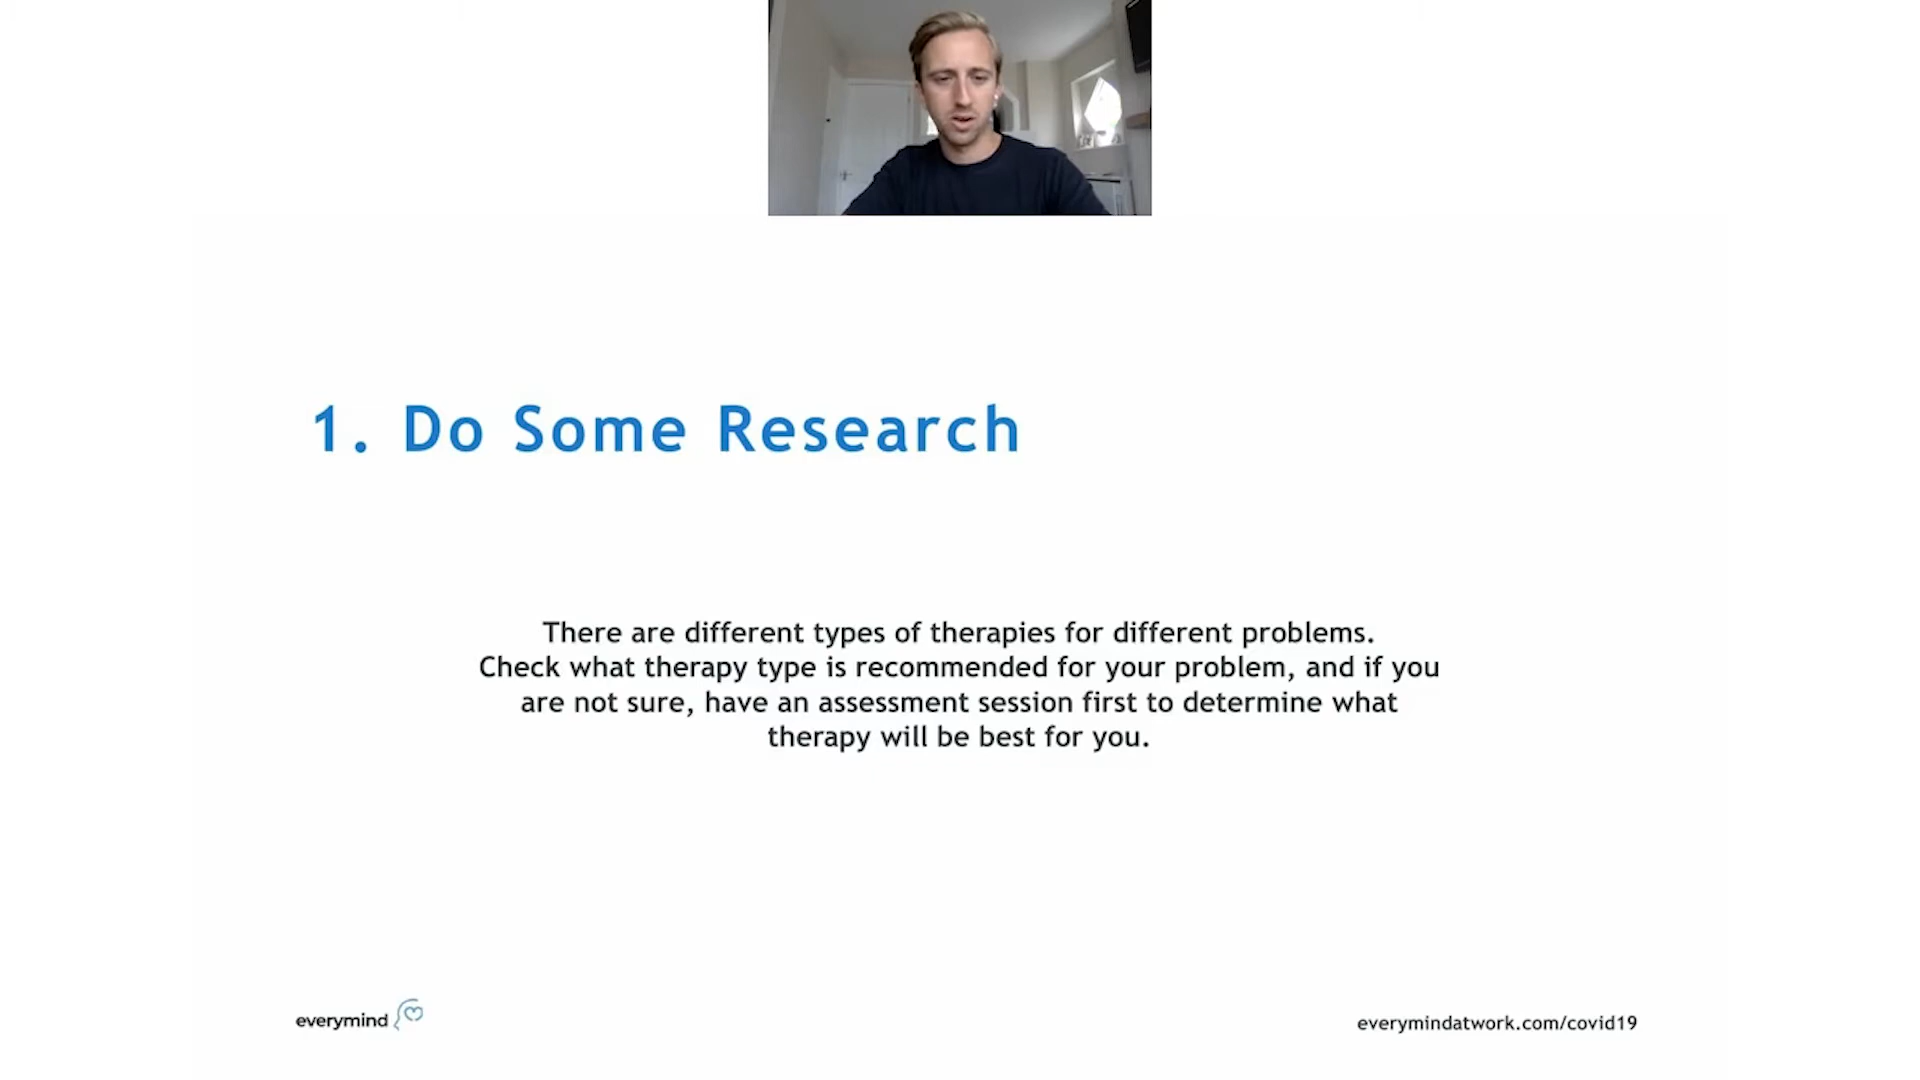 1. Do Some Research
There are different types of therapies for different problems.
Check what therapy type is recommended for your problem, and if you
are not sure, have an assessment session first to determine what
therapy will be best for you.
everymind
everymindatwork.com/covid19